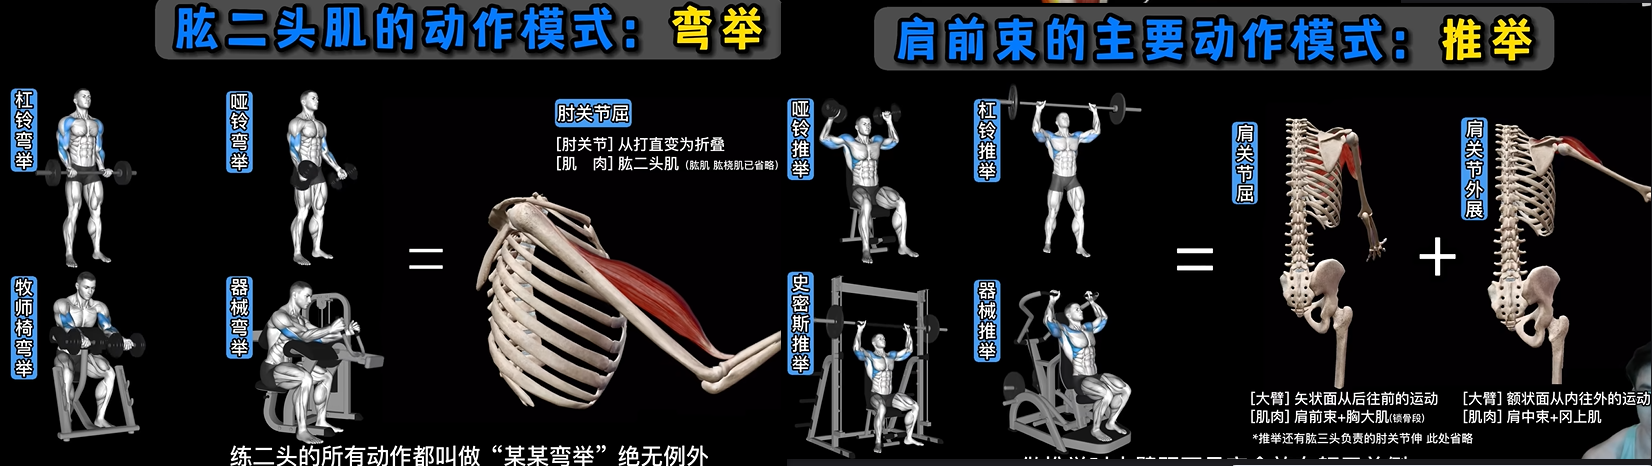 肱二头肌的动作模式：弯举
杠铃弯举
哑铃弯举
肘关节屈
[肘关节] 从打直变为折叠
[肌　肉] 肱二头肌 (肱肌 肱桡肌已省略)
牧师椅弯举
器械弯举
=
练二头的所有动作都叫做“某某弯举”绝无例外
肩前束的主要动作模式：推举
哑铃推举
杠铃推举
史密斯推举
器械推举
=
肩关节屈
+
肩关节外展
[大臂] 矢状面从后往前的运动
[肌肉] 肩前束+胸大肌(锁骨段)
[大臂] 额状面从内往外的运动
[肌肉] 肩中束+冈上肌
*推举还有肱三头负责的肘关节伸 此处省略